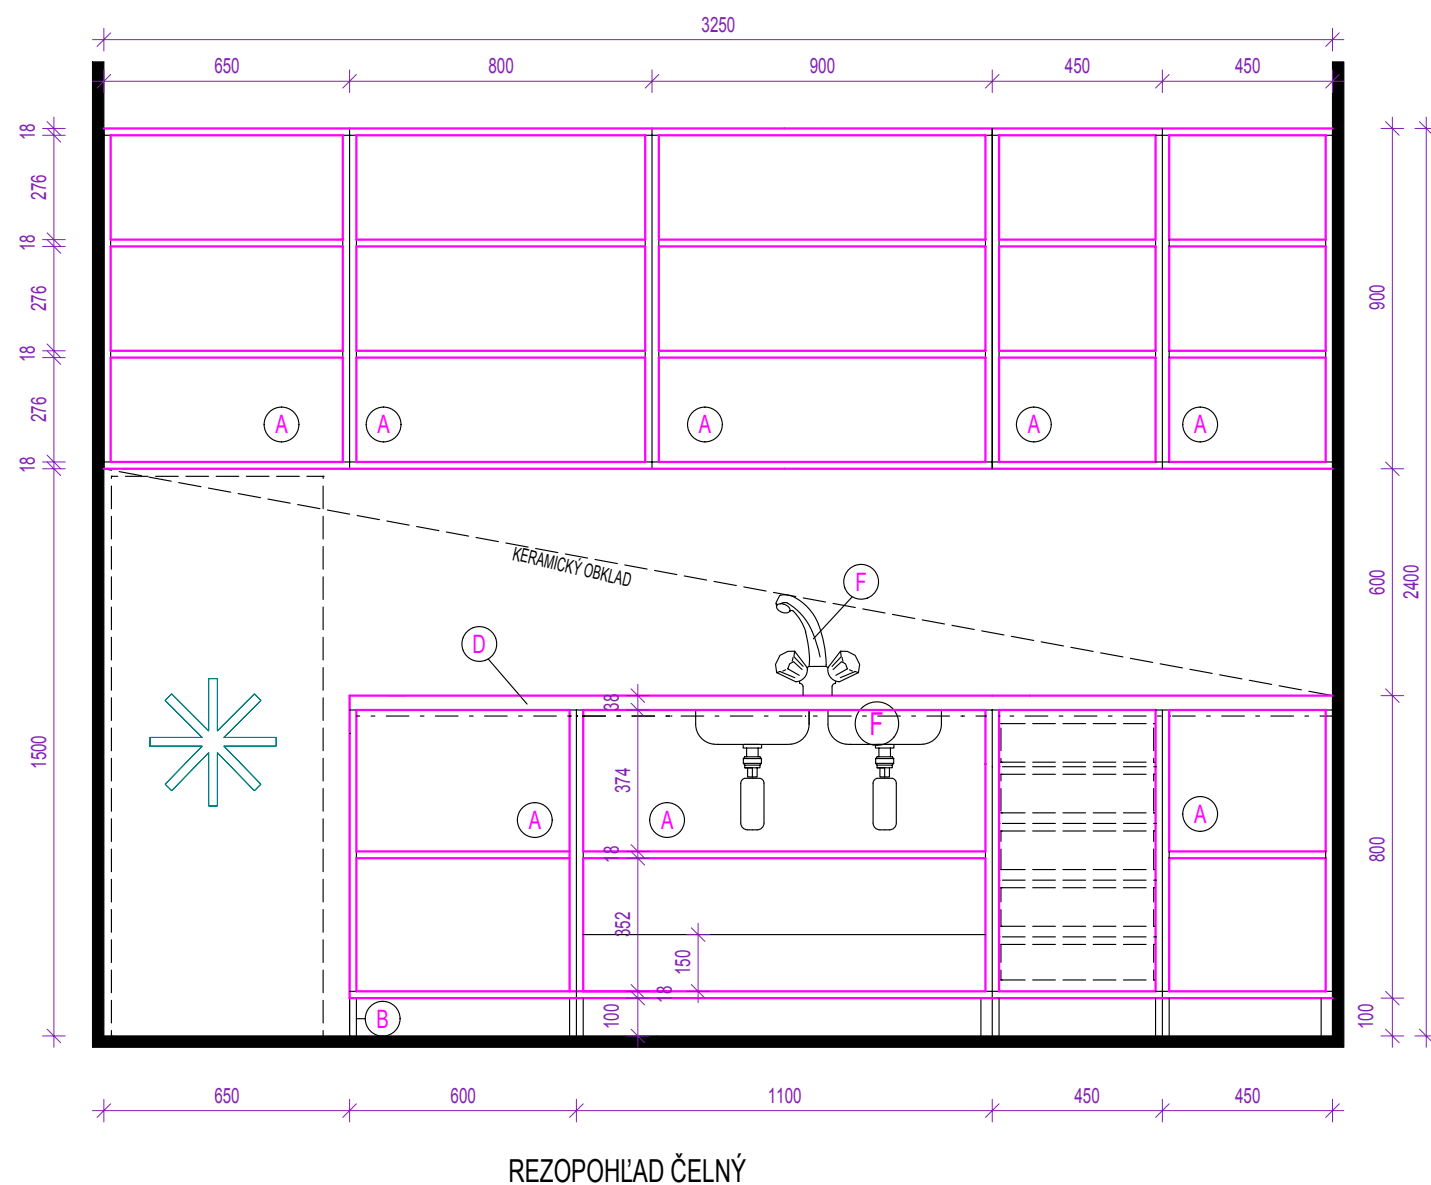 3250
650 800 900 450 450
18
276
18
276
18
276
18
1500
900
600
2400
800
100
A A A A A
KERAMICKÝ OBKLAD
F
D
38
F
374
A A A
18
352
150
18
100
B
650 600 1100 450 450
REZOPOHĽAD ČELNÝ